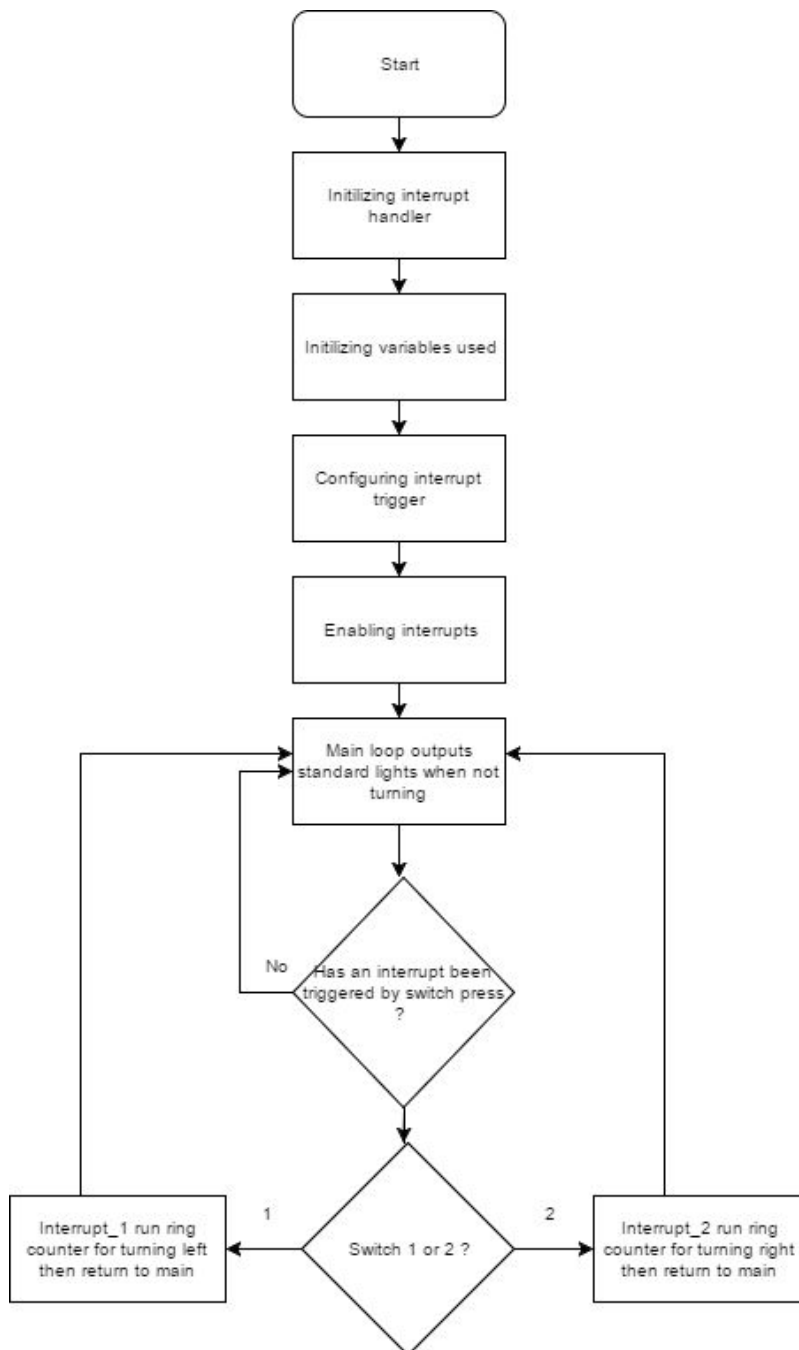 Start
Initilizing interrupt
handler
Initilizing variables used
Configuring interrupt
trigger
Enabling interrupts
Main loop outputs
standard lights when not
turning
No
Has an interrupt been
triggered by switch press
?
1
2
Interrupt_1 run ring
counter for turning left
then return to main
Switch 1 or 2 ?
Interrupt_2 run ring
counter for turning right
then return to main